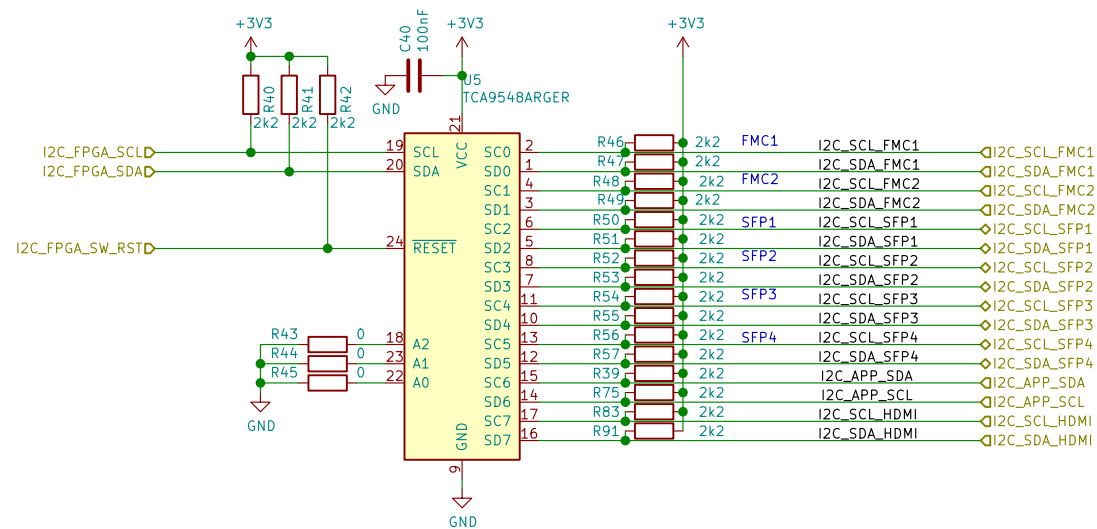 +3V3
+3V3
+3V3
C40
100nF
GND
U5
TCA9548ARGER
R40
2k2
R41
2k2
R42
2k2
I2C_FPGA_SCL
I2C_FPGA_SDA
I2C_FPGA_SW_RST
19 SCL
20 SDA
24 RESET
21
VCC
R43 0
R44 0
R45 0
18 A2
23 A1
22 A0
GND
GND
9
GND
SC0 2 R46 2k2 FMC1 I2C_SCL_FMC1 I2C_SCL_FMC1
SD0 1 R47 2k2 I2C_SDA_FMC1 I2C_SDA_FMC1
SC1 4 R48 2k2 FMC2 I2C_SCL_FMC2 I2C_SCL_FMC2
SD1 3 R49 2k2 I2C_SDA_FMC2 I2C_SDA_FMC2
SC2 6 R50 2k2 SFP1 I2C_SCL_SFP1 I2C_SCL_SFP1
SD2 5 R51 2k2 I2C_SDA_SFP1 I2C_SDA_SFP1
SC3 8 R52 2k2 SFP2 I2C_SCL_SFP2 I2C_SCL_SFP2
SD3 7 R53 2k2 I2C_SDA_SFP2 I2C_SDA_SFP2
SC4 11 R54 2k2 SFP3 I2C_SCL_SFP3 I2C_SCL_SFP3
SD4 10 R55 2k2 I2C_SDA_SFP3 I2C_SDA_SFP3
SC5 13 R56 2k2 SFP4 I2C_SCL_SFP4 I2C_SCL_SFP4
SD5 12 R57 2k2 I2C_SDA_SFP4 I2C_SDA_SFP4
SC6 15 R39 2k2 I2C_APP_SDA I2C_APP_SDA
SD6 14 R75 2k2 I2C_APP_SCL I2C_APP_SCL
SC7 17 R83 2k2 I2C_SCL_HDMI I2C_SCL_HDMI
SD7 16 R91 2k2 I2C_SDA_HDMI I2C_SDA_HDMI